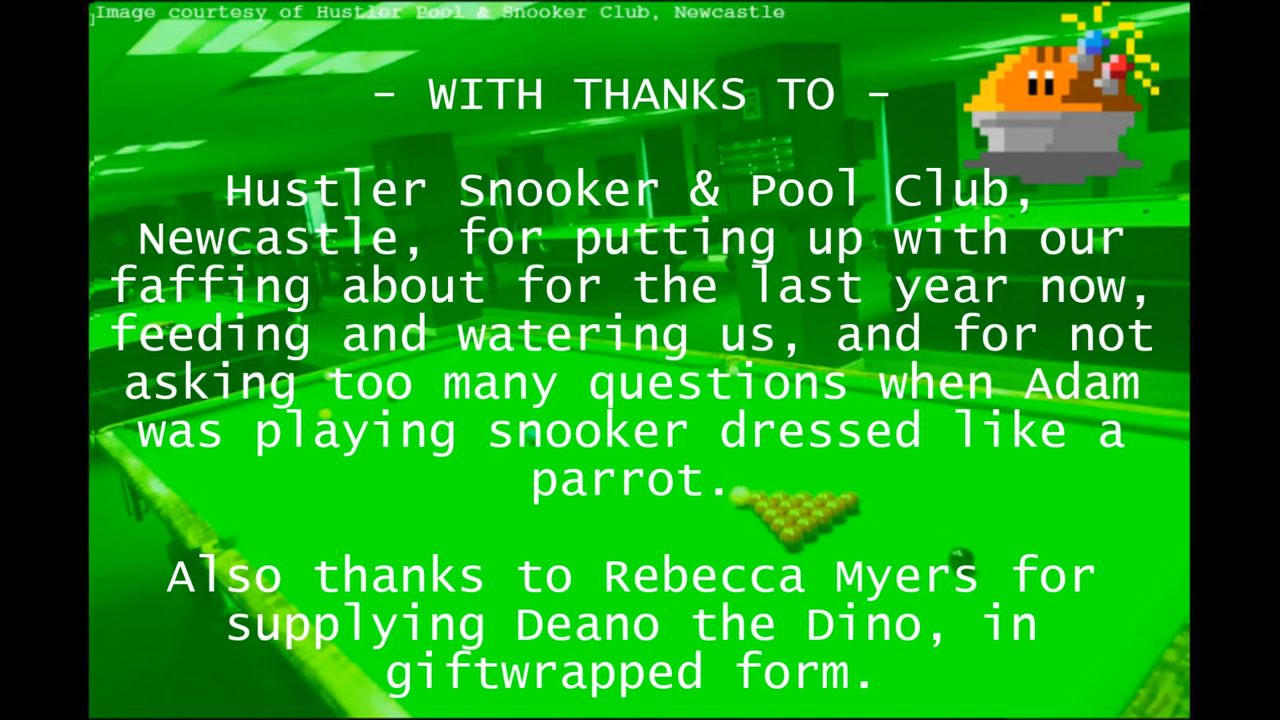 Image courtesy of Hustler Pool & Snooker Club, Newcastle
- WITH THANKS TO -
Hustler Snooker & Pool Club,
Newcastle, for putting up with our
faffing about for the last year now,
feeding and watering us, and for not
asking too many questions when Adam
was playing snooker dressed like a
parrot.
Also thanks to Rebecca Myers for
supplying Deano the Dino, in
giftwrapped form.